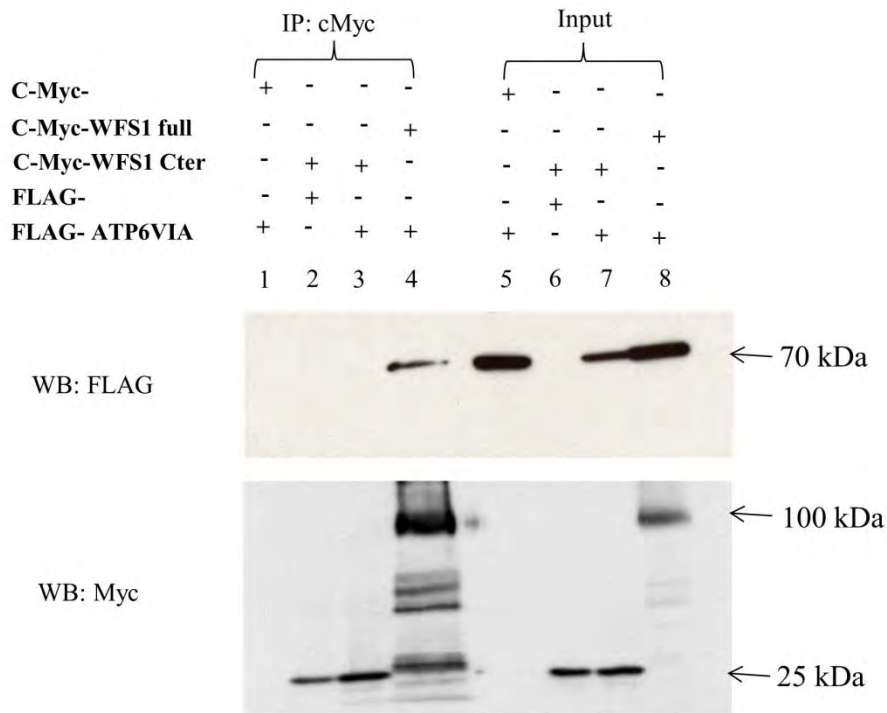 IP: cMyc Input
C-Myc- + - - - + - - -
C-Myc-WFS1 full - - - + - - - +
C-Myc-WFS1 Cter - + + - - + + -
FLAG- - + - - - + - -
FLAG- ATP6VIA + - + + + - + +
1 2 3 4 5 6 7 8
WB: FLAG 70 kDa
100 kDa
WB: Myc
25 kDa